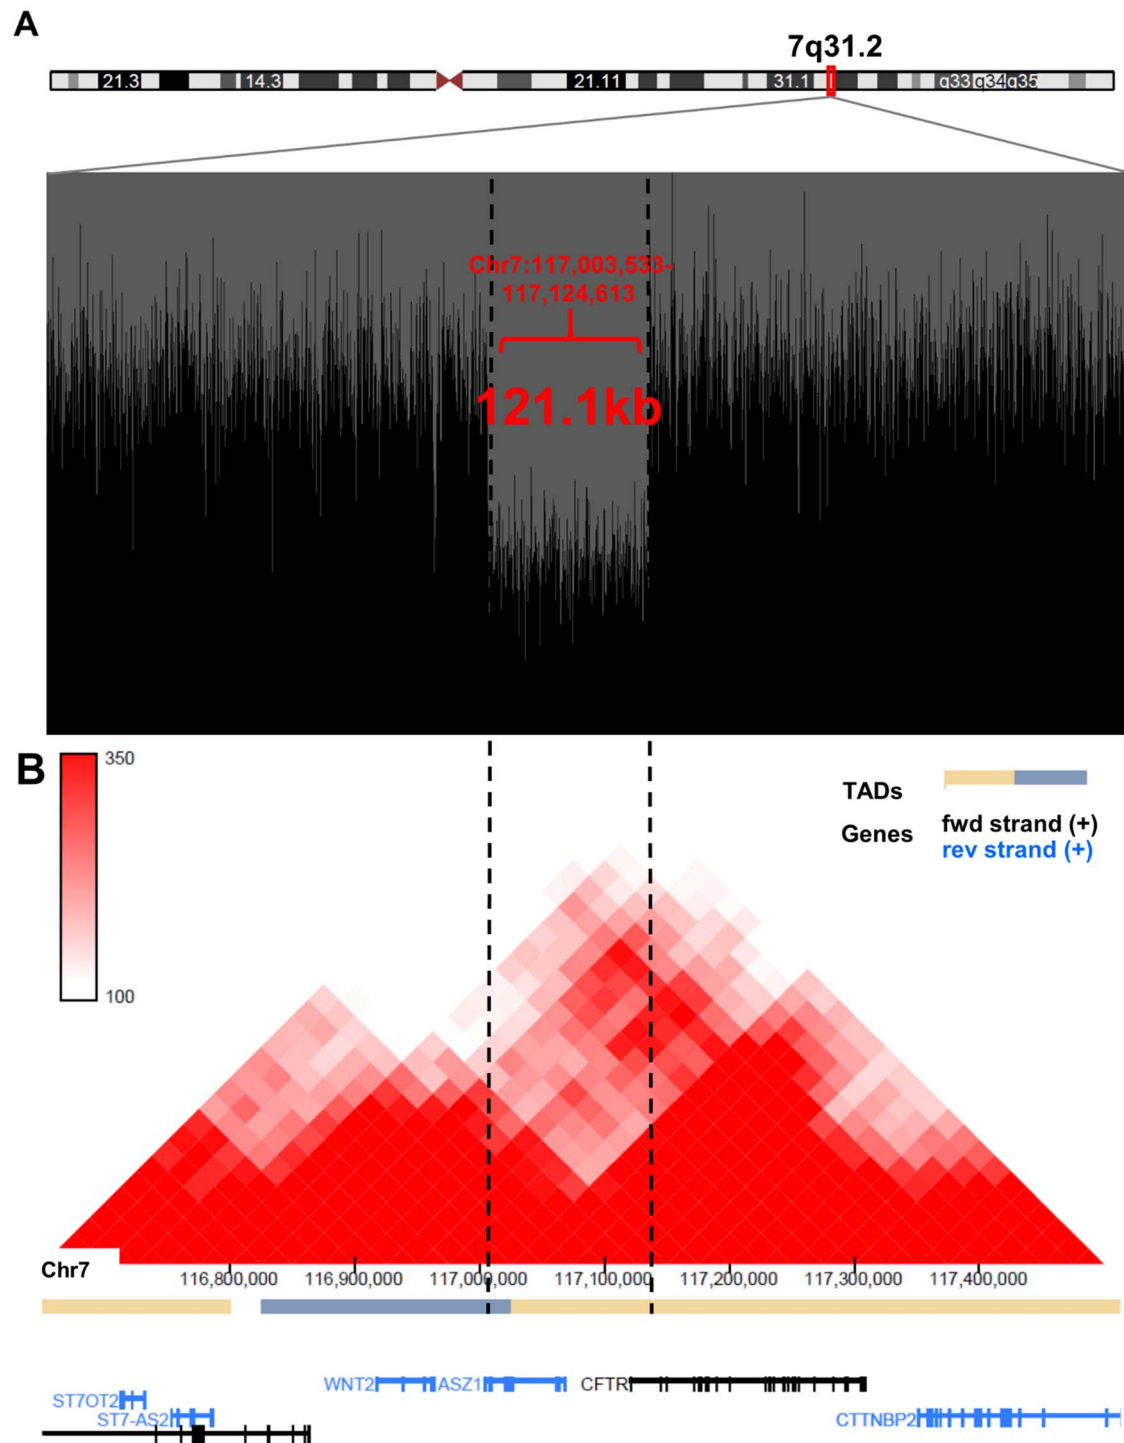 A
7q31.2
21.3
14.3
21.11
31.1
q33
q34
q35
Chr7:117,003,533-
117,124,613
121.1kb
B
350
100
TADs
Genes
fwd strand (+)
rev strand (+)
Chr7
116,800,000
116,900,000
117,000,000
117,100,000
117,200,000
117,300,000
117,400,000
WNT2
ASZ1
CFTR
ST7OT2
ST7-AS2
CTTNBP2